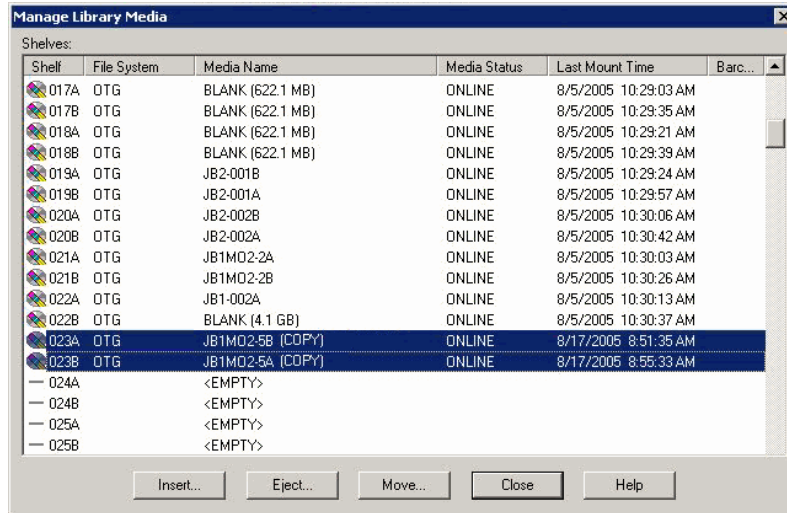 Manage Library Media
Shelves:
Shelf File System Media Name Media Status Last Mount Time Barc...
017A OTG BLANK (622.1 MB) ONLINE 8/5/2005 10:29:03 AM
017B OTG BLANK (622.1 MB) ONLINE 8/5/2005 10:29:35 AM
018A OTG BLANK (622.1 MB) ONLINE 8/5/2005 10:29:21 AM
018B OTG BLANK (622.1 MB) ONLINE 8/5/2005 10:29:39 AM
019A OTG JB2-001B ONLINE 8/5/2005 10:29:24 AM
019B OTG JB2-001A ONLINE 8/5/2005 10:29:57 AM
020A OTG JB2-002B ONLINE 8/5/2005 10:30:06 AM
020B OTG JB2-002A ONLINE 8/5/2005 10:30:42 AM
021A OTG JB1MO2-2A ONLINE 8/5/2005 10:30:03 AM
021B OTG JB1MO2-2B ONLINE 8/5/2005 10:30:26 AM
022A OTG JB1-002A ONLINE 8/5/2005 10:30:13 AM
022B OTG BLANK (4.1 GB) ONLINE 8/5/2005 10:30:37 AM
023A OTG JB1MO2-5B (COPY) ONLINE 8/17/2005 8:51:35 AM
023B OTG JB1MO2-5A (COPY) ONLINE 8/17/2005 8:55:33 AM
024A <EMPTY>
024B <EMPTY>
025A <EMPTY>
025B <EMPTY>
Insert... Eject... Move... Close Help